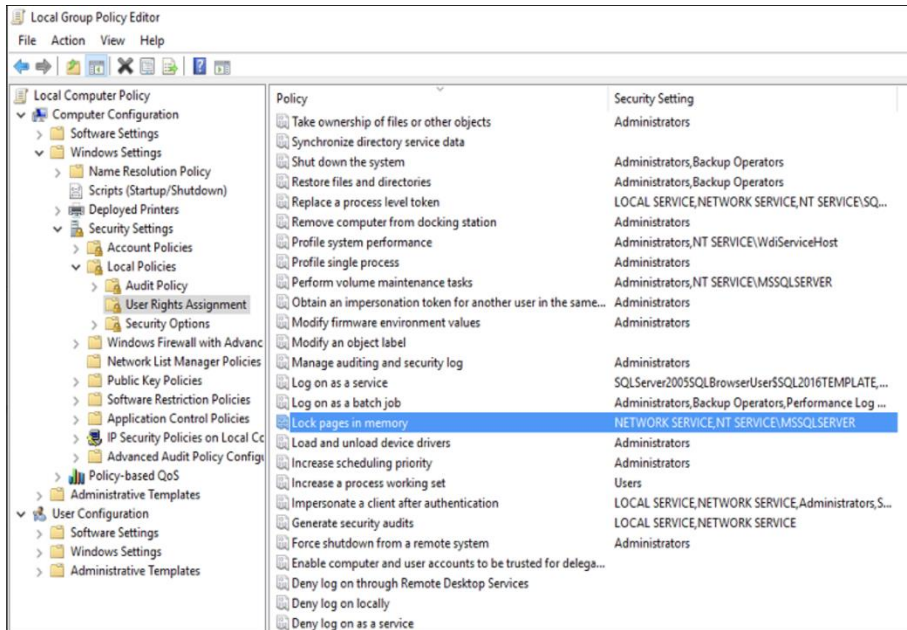 Local Group Policy Editor
File Action View Help
Local Computer Policy
Computer Configuration
Software Settings
Windows Settings
Name Resolution Policy
Scripts (Startup/Shutdown)
Deployed Printers
Security Settings
Account Policies
Local Policies
Audit Policy
User Rights Assignment
Security Options
Windows Firewall with Advanc
Network List Manager Policies
Public Key Policies
Software Restriction Policies
Application Control Policies
IP Security Policies on Local Cc
Advanced Audit Policy Configu
Policy-based QoS
Administrative Templates
User Configuration
Software Settings
Windows Settings
Administrative Templates
Policy Security Setting
Take ownership of files or other objects Administrators
Synchronize directory service data
Shut down the system Administrators,Backup Operators
Restore files and directories Administrators,Backup Operators
Replace a process level token LOCAL SERVICE,NETWORK SERVICE,NT SERVICE\SQ...
Remove computer from docking station Administrators
Profile system performance Administrators,NT SERVICE\WdiServiceHost
Profile single process Administrators
Perform volume maintenance tasks Administrators,NT SERVICE\MSSQLSERVER
Obtain an impersonation token for another user in the same... Administrators
Modify firmware environment values Administrators
Modify an object label
Manage auditing and security log Administrators
Log on as a service SQLServer2005SQLBrowserUser$SQL2016TEMPLATE,...
Log on as a batch job Administrators,Backup Operators,Performance Log ...
Lock pages in memory NETWORK SERVICE,NT SERVICE\MSSQLSERVER
Load and unload device drivers Administrators
Increase scheduling priority Administrators
Increase a process working set Users
Impersonate a client after authentication LOCAL SERVICE,NETWORK SERVICE,Administrators,S...
Generate security audits LOCAL SERVICE,NETWORK SERVICE
Force shutdown from a remote system Administrators
Enable computer and user accounts to be trusted for delega...
Deny log on through Remote Desktop Services
Deny log on locally
Deny log on as a service